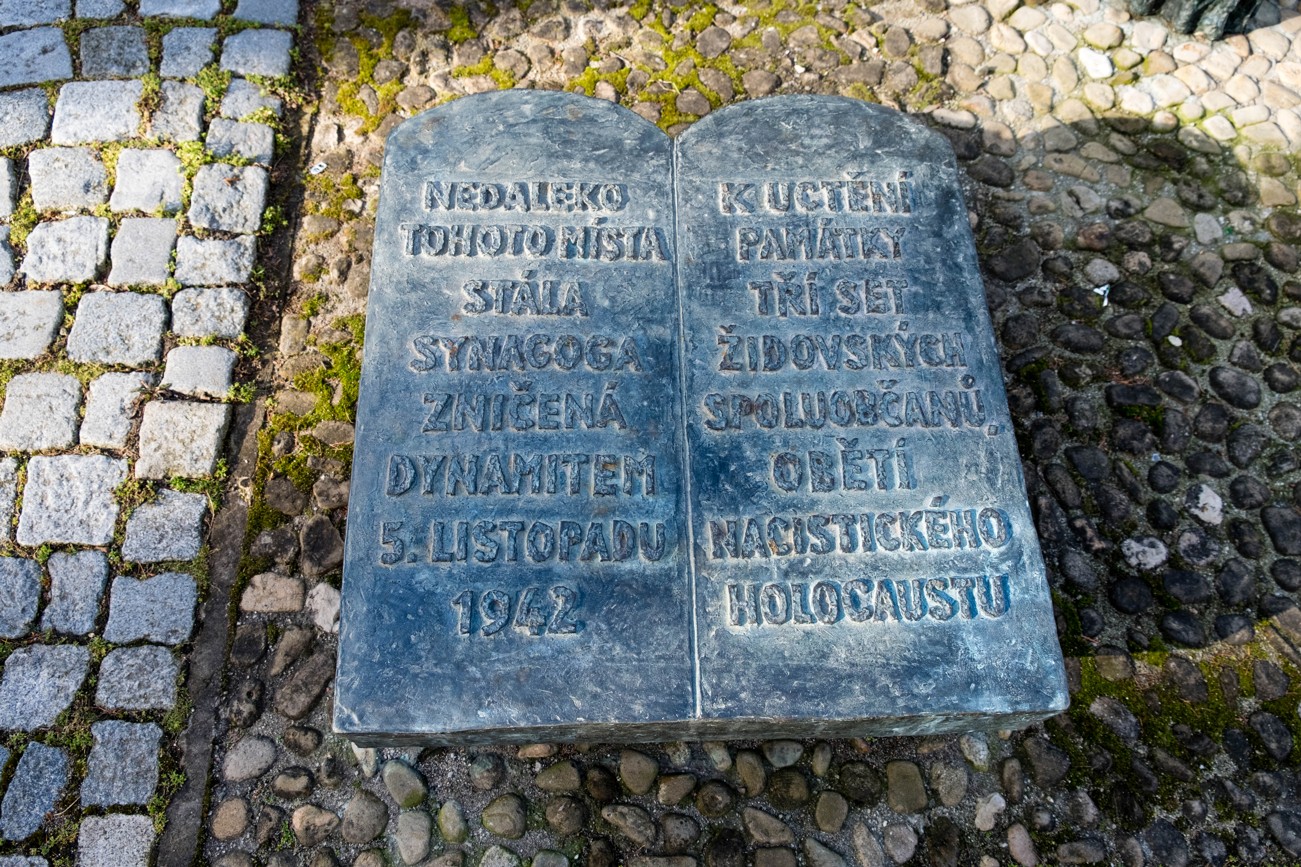 NEDALEKO
TOHOTO MÍSTA
STÁLA
SYNAGOGA
ZNIČENÁ
DYNAMITEM
5. LISTOPADU
1942
K UCTĚNÍ
PAMÁTKY
TŘÍ SET
ŽIDOVSKÝCH
SPOLUOBČANŮ,
OBĚTÍ
NACISTICKÉHO
HOLOCAUSTU